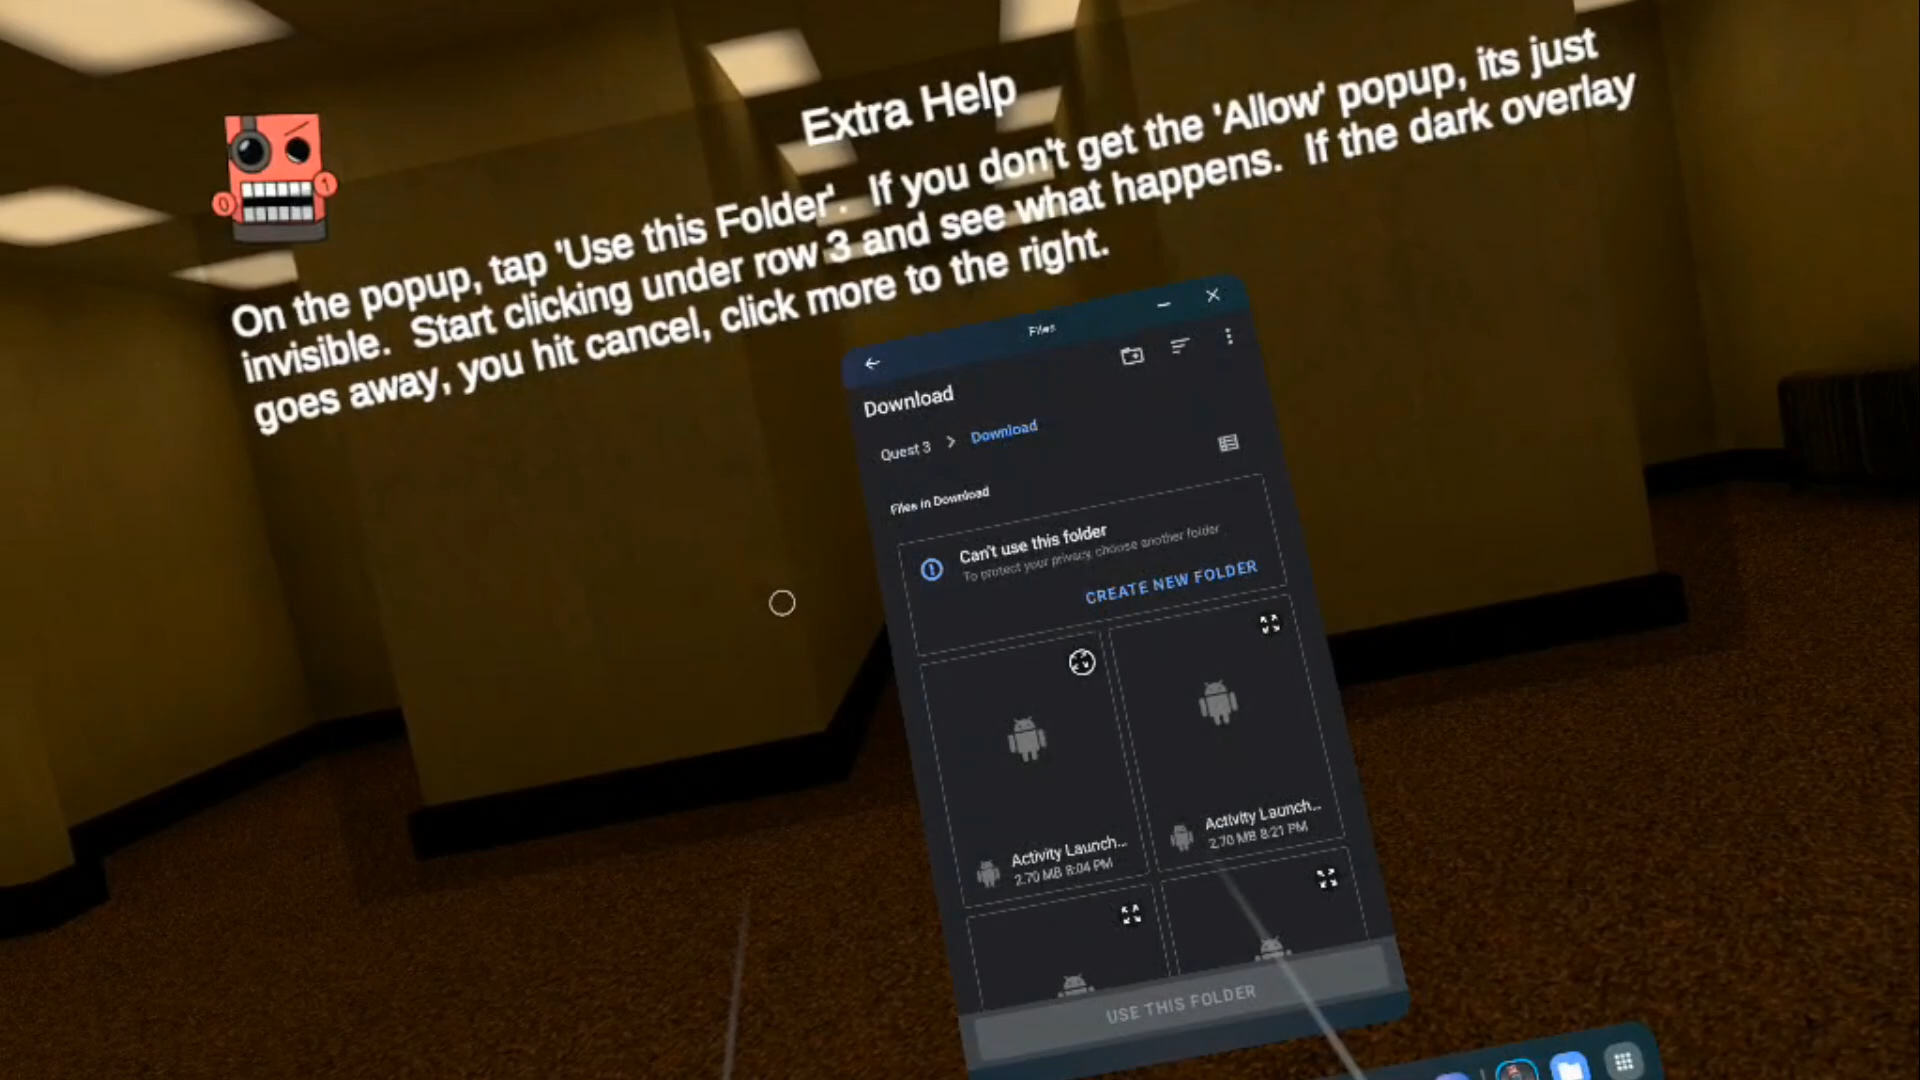 Extra Help
On the popup, tap 'Use this Folder'. If you don't get the 'Allow' popup, its just
invisible. Start clicking under row 3 and see what happens. If the dark overlay
goes away, you hit cancel, click more to the right.
0
1
Files
Download
Quest 3 > Download
Files in Download
Can't use this folder
To protect your privacy, choose another folder
CREATE NEW FOLDER
Activity Launch...
2.70 MB 8:04 PM
Activity Launch...
2.70 MB 8:21 PM
USE THIS FOLDER